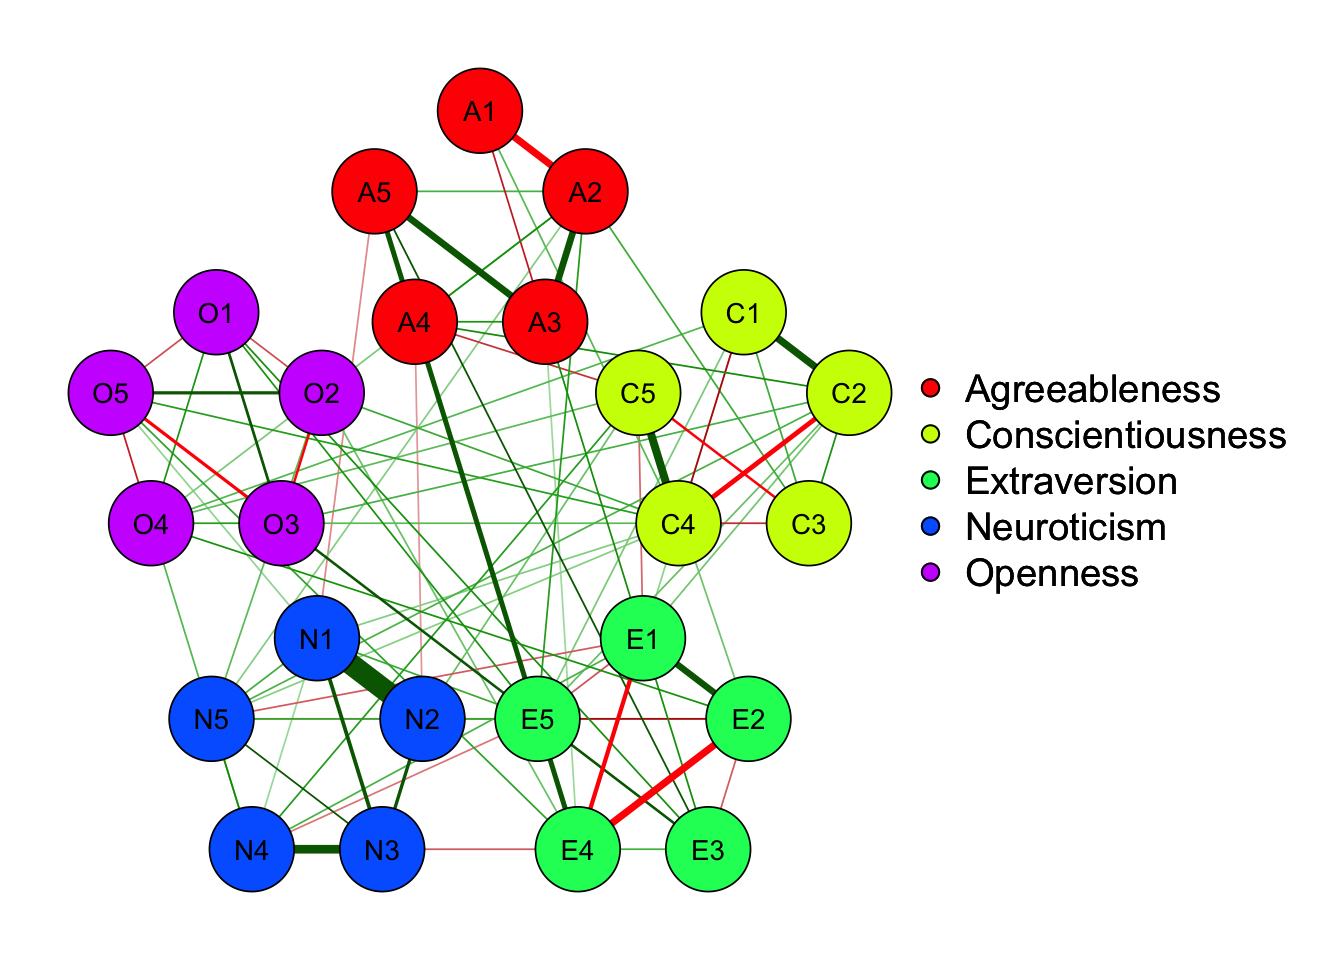 A1
A5
A2
O1
A4
A3
C1
O5
O2
C5
C2
O4
O3
C4
C3
N1
E1
N5
N2
E5
E2
N4
N3
E4
E3
Agreeableness
Conscientiousness
Extraversion
Neuroticism
Openness